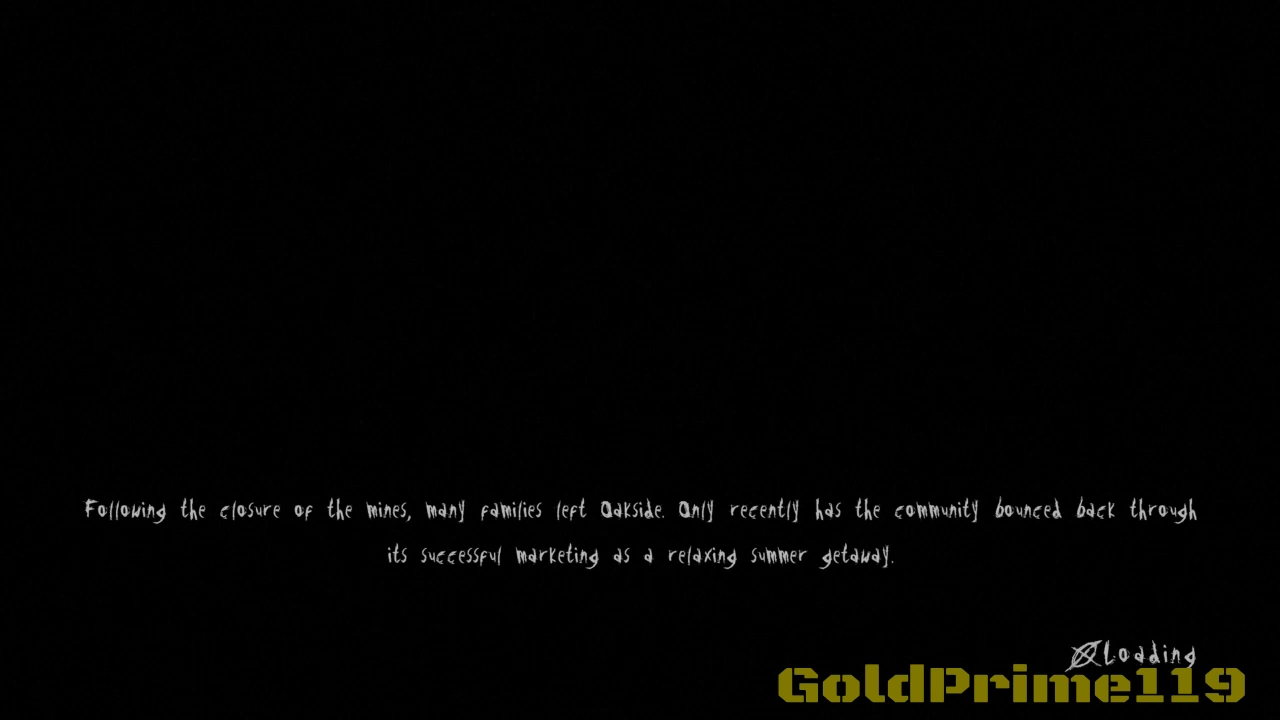 Following the closure of the mines, many families left Oakside. Only recently has the community bounced back through
its successful marketing as a relaxing summer getaway.
Loading
GoldPrime119